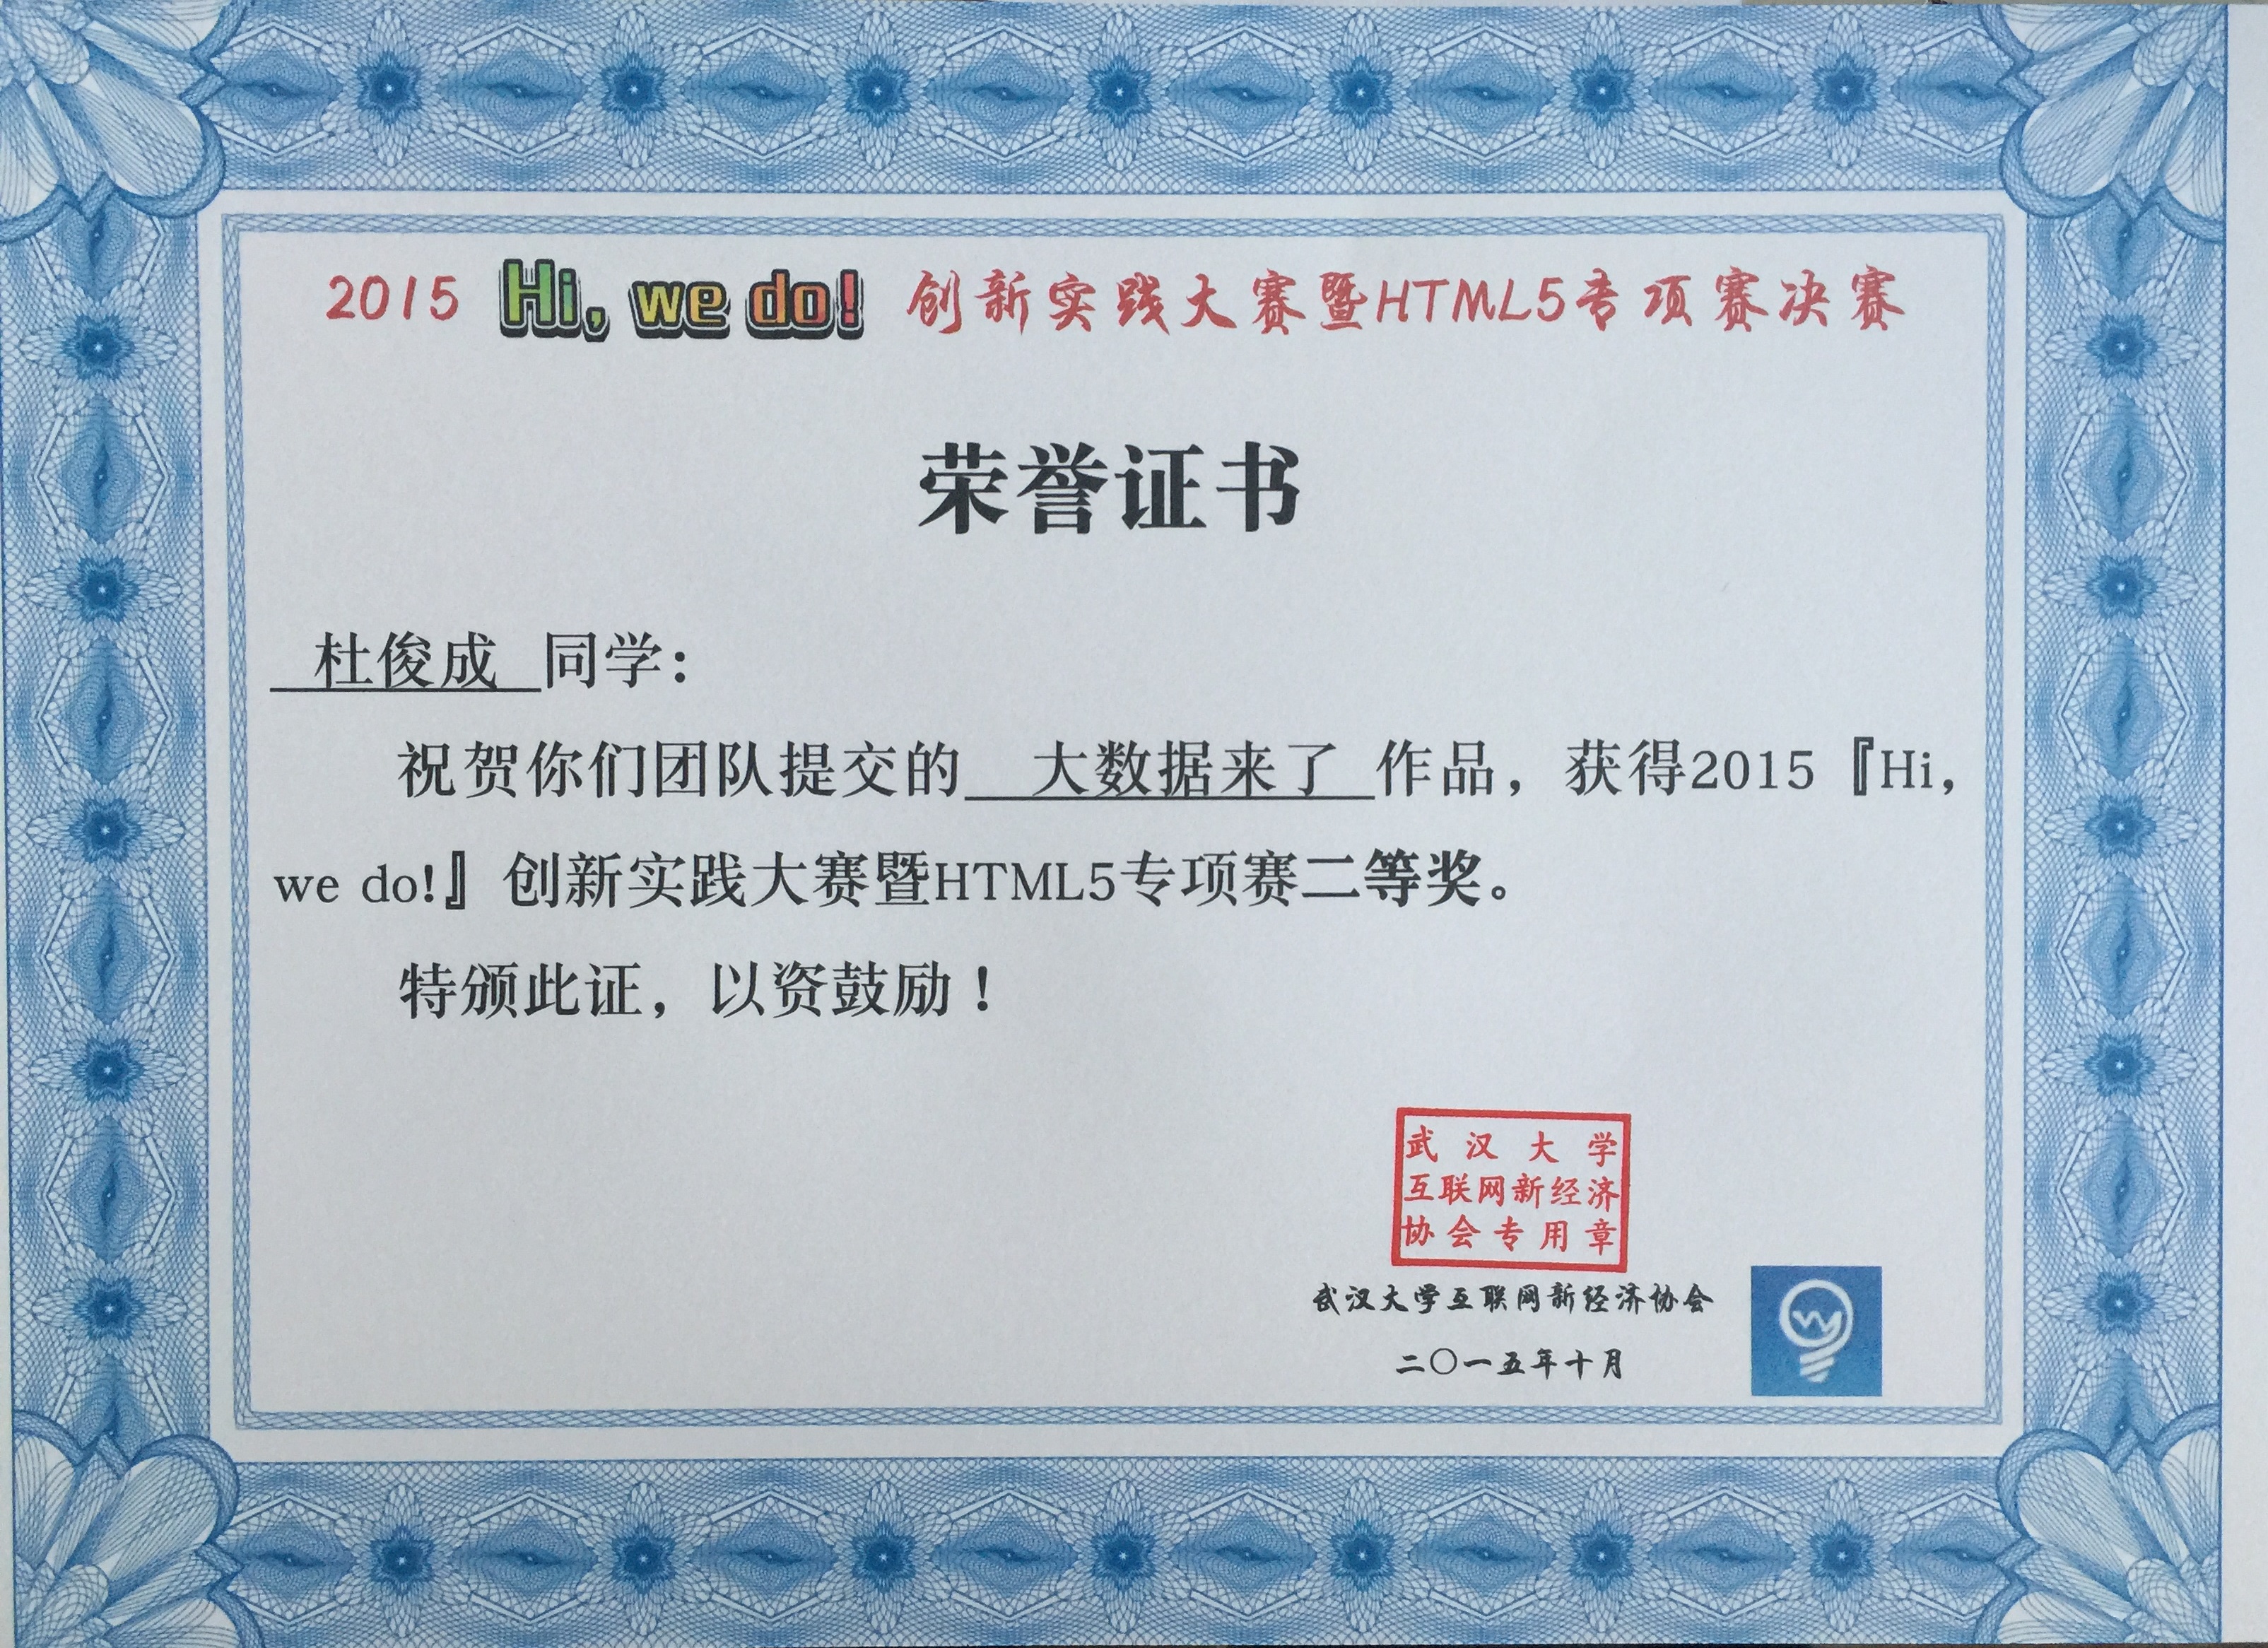 2015 Hi, we do! 创新实践大赛暨HTML5专项赛决赛
荣誉证书
杜俊成 同学：
祝贺你们团队提交的 大数据来了 作品，获得2015『Hi,
we do!』创新实践大赛暨HTML5专项赛二等奖。
特颁此证，以资鼓励！
武汉大学
互联网新经济
协会专用章
武汉大学互联网新经济协会
二〇一五年十月